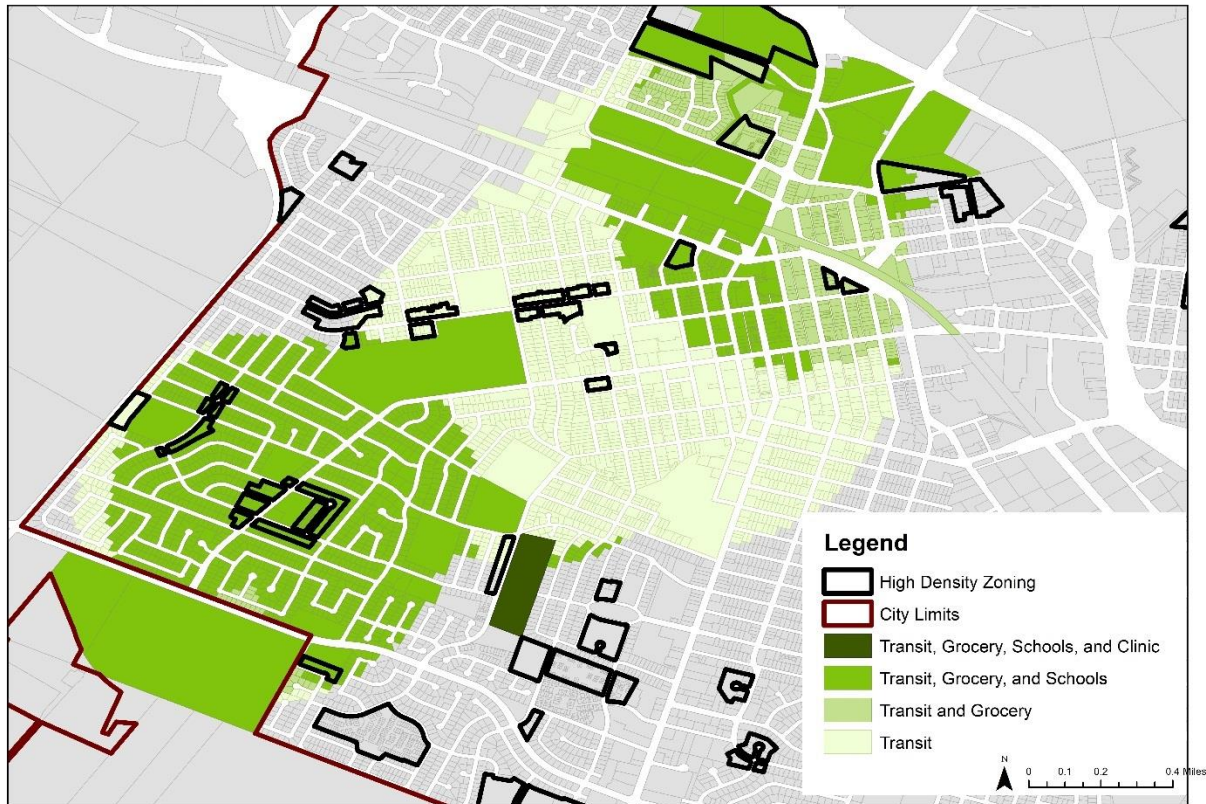 Legend
High Density Zoning
City Limits
Transit, Grocery, Schools, and Clinic
Transit, Grocery, and Schools
Transit and Grocery
Transit
N
0 0.1 0.2 0.4 Miles